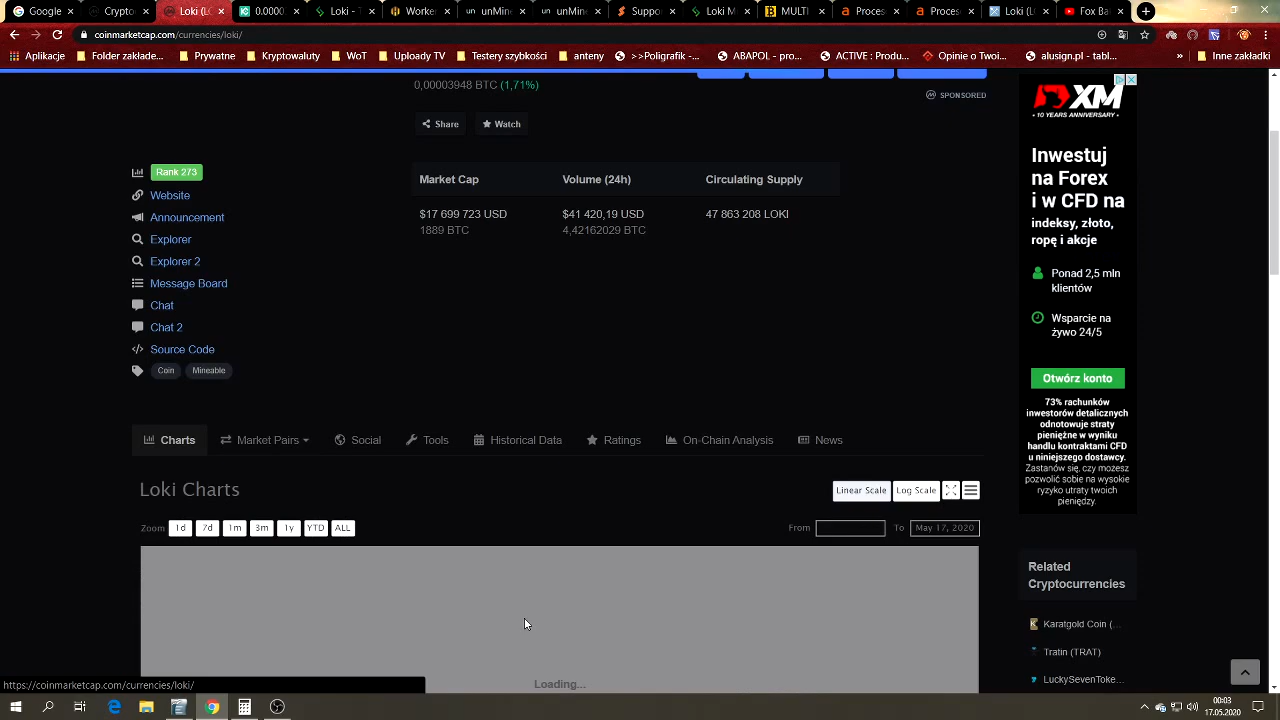 Google
Crypto
Loki (L
0.0000
Loki - T
Worker
unMine
unMine
Suppo
Loki M
MULTI
Proces
Proces
Loki (L
Fox Ba
coinmarketcap.com/currencies/loki/
Aplikacje
Folder zakłade...
Prywatne
Kryptowaluty
WoT
Uploady TV
Testery szybkości
anteny
>>Poligrafik -...
ABAPOL - pro...
ACTIVE : Produ...
Opinie o Twoi...
alusign.pl. To m...
»
Inne zakładki
0,00003948 BTC (1,71%)
SPONSORED
Share
Watch
Rank 273
Website
Announcement
Explorer
Explorer 2
Message Board
Chat
Chat 2
Source Code
Coin
Mineable
Market Cap
Volume (24h)
Circulating Supply
$17 699 723 USD
$41 420,19 USD
47 863 208 LOKI
1889 BTC
4,42162029 BTC
Charts
Market Pairs
Social
Tools
Historical Data
Ratings
On-Chain Analysis
News
Loki Charts
Linear Scale
Log Scale
Zoom
1d
7d
1m
3m
1y
YTD
ALL
From
To
May 17, 2020
Loading...
XM
10 YEARS ANNIVERSARY
Inwestuj
na Forex
i w CFD na
indeksy, złoto,
ropę i akcje
Ponad 2,5 mln
klientów
Wsparcie na
żywo 24/5
Otwórz konto
73% rachunków
inwestorów detalicznych
odnotowuje straty
pieniężne w wyniku
handlu kontraktami CFD
u niniejszego dostawcy.
Zastanów się, czy możesz
pozwolić sobie na wysokie
ryzyko utraty twoich
pieniędzy.
Related
Cryptocurrencies
Karatgold Coin (...
Tratin (TRAT)
LuckySevenToke...
https://coinmarketcap.com/currencies/loki/
00:03
17.05.2020